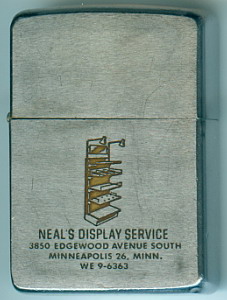 NEAL'S DISPLAY SERVICE
3850 EDGEWOOD AVENUE SOUTH
MINNEAPOLIS 26, MINN.
WE 9-6363